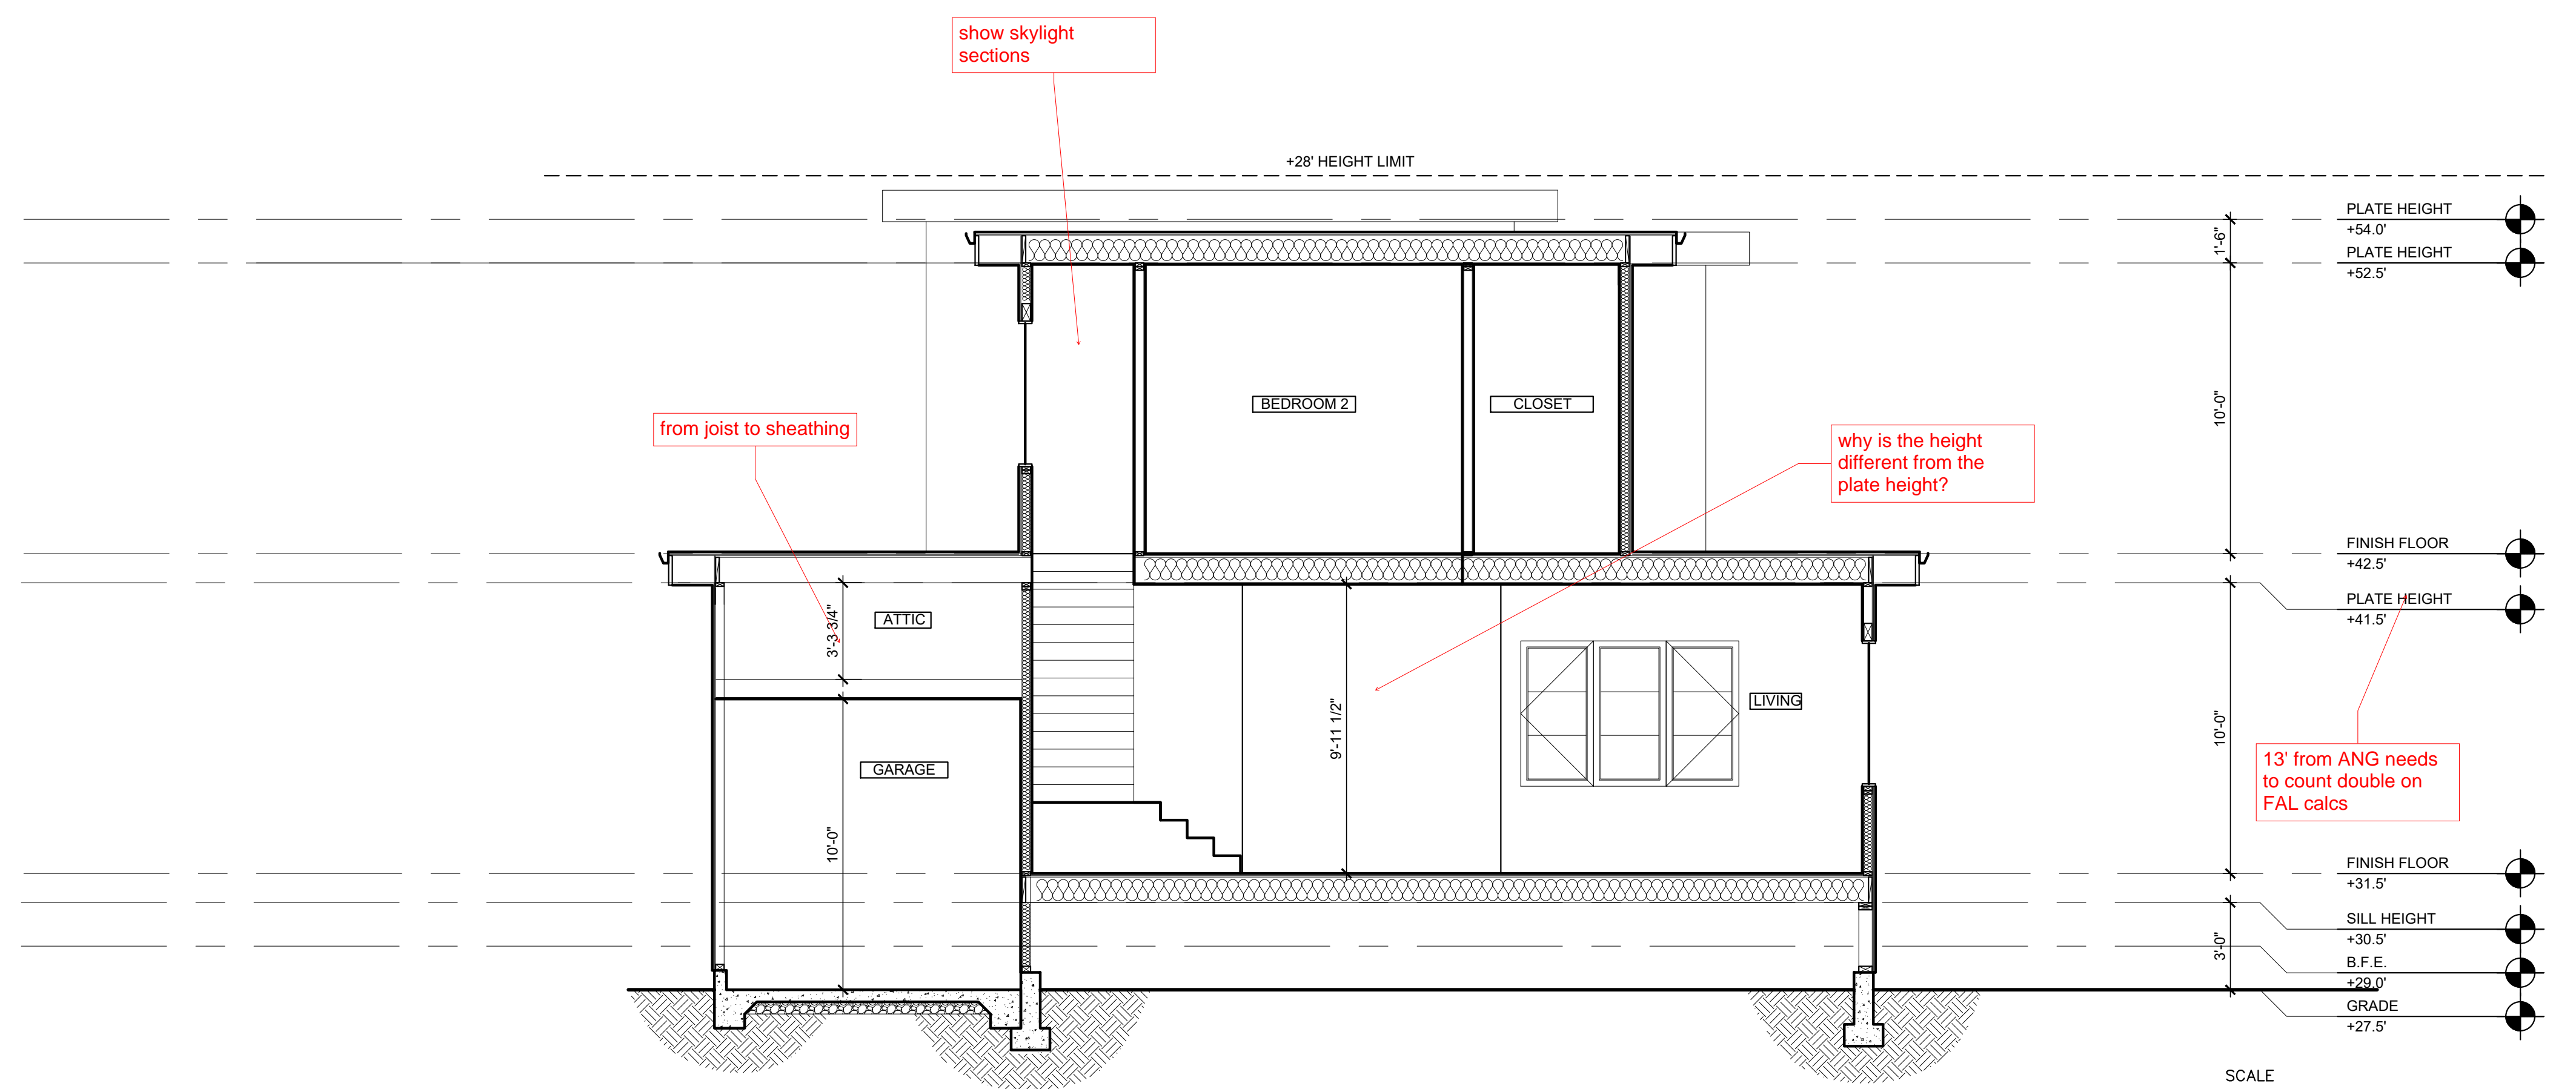 show skylight
sections
+28' HEIGHT LIMIT
PLATE HEIGHT
+54.0'
1'-6"
PLATE HEIGHT
+52.5'
BEDROOM 2
CLOSET
10'-0"
from joist to sheathing
why is the height
different from the
plate height?
FINISH FLOOR
+42.5'
PLATE HEIGHT
+41.5'
ATTIC
3'-3 3/4"
LIVING
9'-11 1/2"
10'-0"
GARAGE
10'-0"
13' from ANG needs
to count double on
FAL calcs
FINISH FLOOR
+31.5'
SILL HEIGHT
+30.5'
3'-0"
B.F.E.
+29.0'
GRADE
+27.5'
SCALE